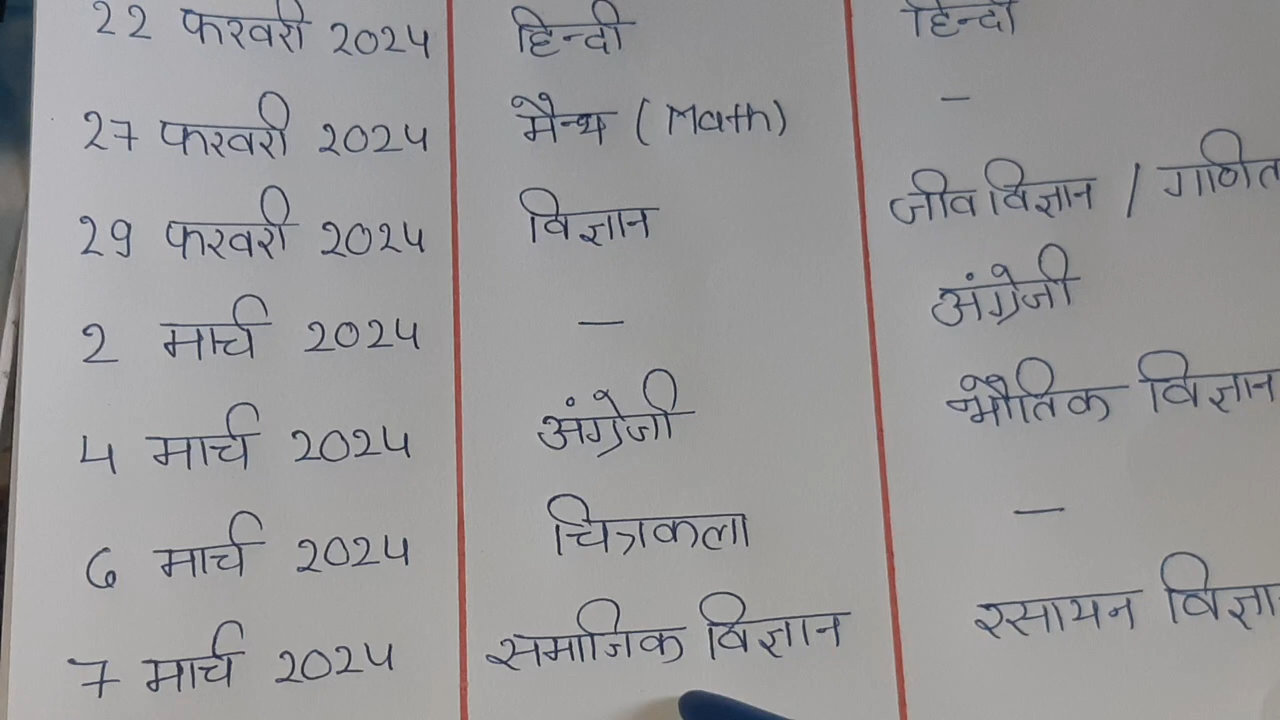 22 फरवरी 2024 हिन्दी हिन्दी
27 फरवरी 2024 मैन्थ (Math) –
29 फरवरी 2024 विज्ञान जीव विज्ञान / गणित
2 मार्च 2024 – अंग्रेजी
4 मार्च 2024 अंग्रेजी भौतिक विज्ञान
6 मार्च 2024 चित्रकला –
7 मार्च 2024 समाजिक विज्ञान रसायन विज्ञा